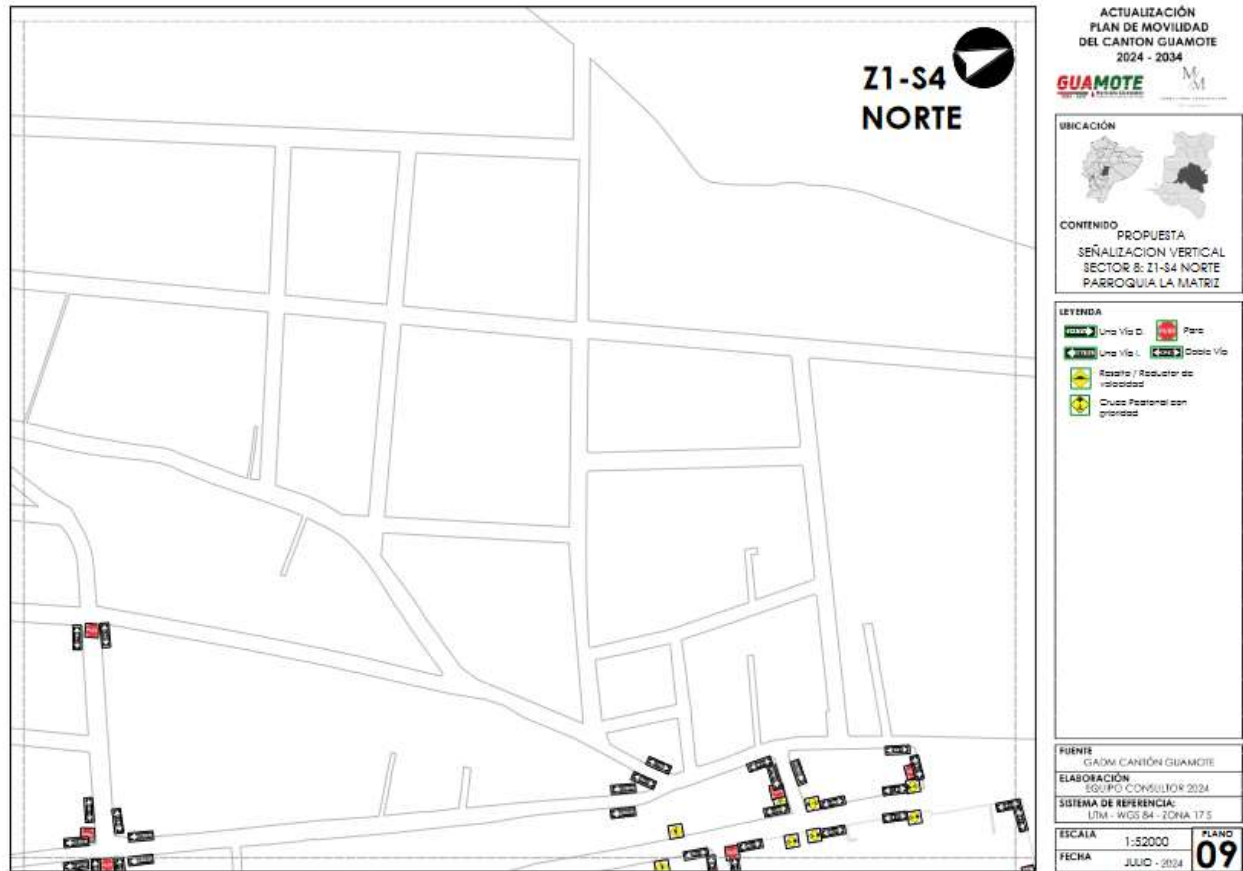 Z1-S4
NORTE
ACTUALIZACIÓN
PLAN DE MOVILIDAD
DEL CANTON GUAMOTE
2024 - 2034
GUAMOTE
M
M
UBICACIÓN
CONTENIDO
PROPUESTA
SEÑALIZACION VERTICAL
SECTOR 8: Z1-S4 NORTE
PARROQUIA LA MATRIZ
LEYENDA
Una Vía D.
Pare
Una Vía I.
Doble Vía
Resalto / Reductor de
velocidad
Cruce Peatonal con
prioridad
FUENTE
GADM CANTÓN GUAMOTE
ELABORACIÓN
EQUIPO CONSULTOR 2024
SISTEMA DE REFERENCIA:
UTM - WGS 84 - ZONA 17 S
ESCALA
1:52000
FECHA
JULIO - 2024
PLANO
09